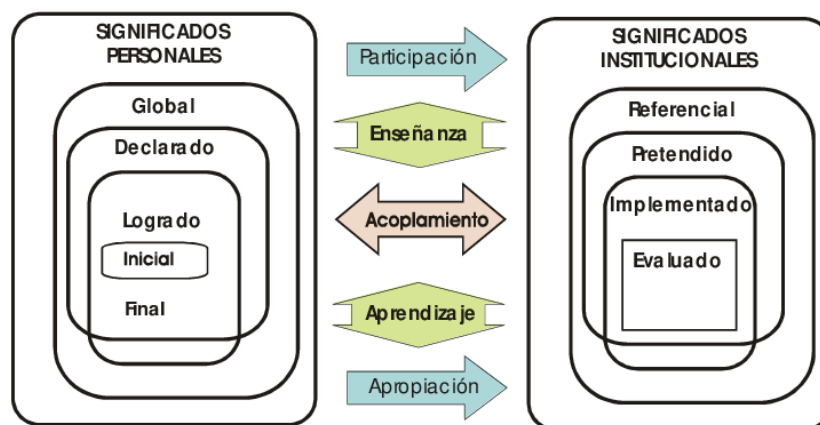 SIGNIFICADOS
PERSONALES
Global
Declarado
Logrado
Inicial
Final
Participación
Enseñanza
Acoplamiento
Aprendizaje
Apropiación
SIGNIFICADOS
INSTITUCIONALES
Referencial
Pretendido
Implementado
Evaluado